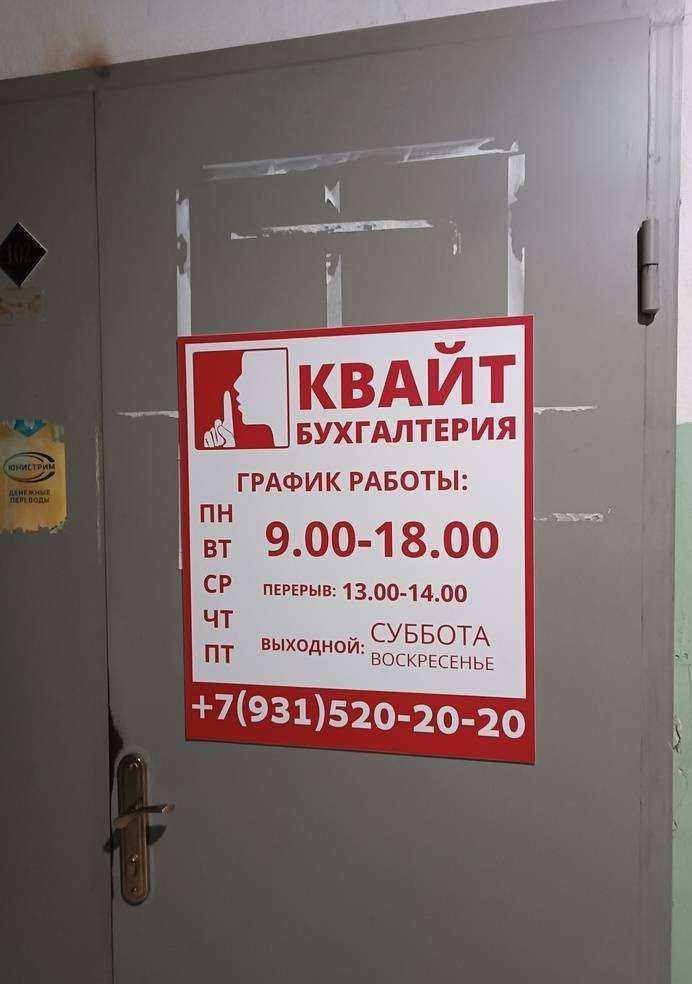 102
ЮНИСТРИМ
ДЕНЕЖНЫЕ
ПЕРЕВОДЫ
КВАЙТ
БУХГАЛТЕРИЯ
ГРАФИК РАБОТЫ:
ПН
ВТ
СР
ЧТ
ПТ
9.00-18.00
ПЕРЕРЫВ: 13.00-14.00
ВЫХОДНОЙ: СУББОТА
ВОСКРЕСЕНЬЕ
+7(931)520-20-20